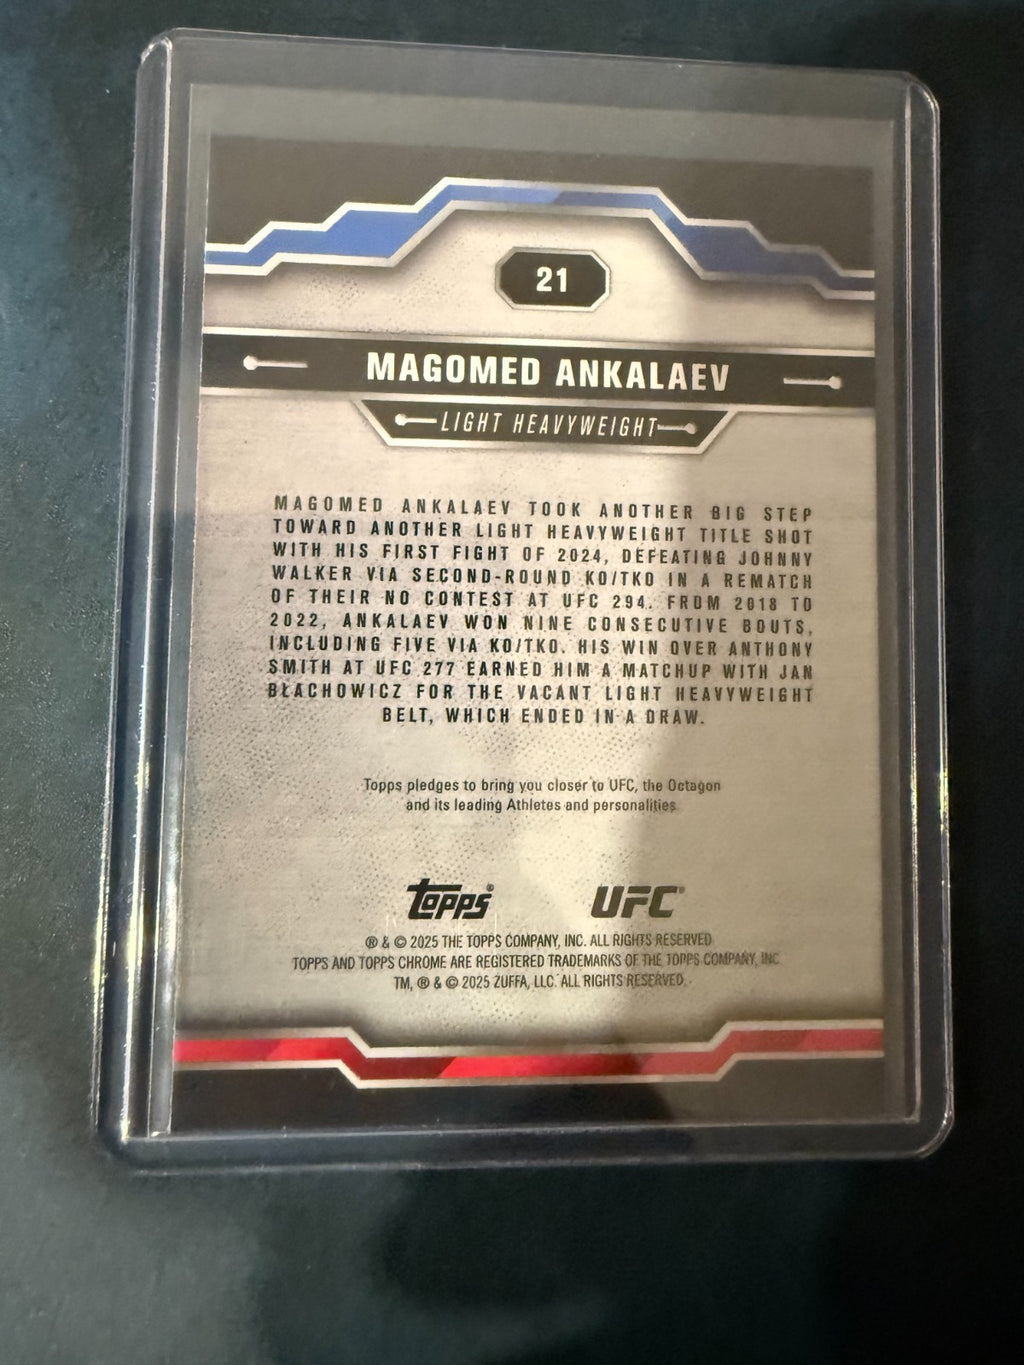 21
MAGOMED ANKALAEV
LIGHT HEAVYWEIGHT
MAGOMED ANKALAEV TOOK ANOTHER BIG STEP
TOWARD ANOTHER LIGHT HEAVYWEIGHT TITLE SHOT
WITH HIS FIRST FIGHT OF 2024, DEFEATING JOHNNY
WALKER VIA SECOND-ROUND KO/TKO IN A REMATCH
OF THEIR NO CONTEST AT UFC 294. FROM 2018 TO
2022, ANKALAEV WON NINE CONSECUTIVE BOUTS,
INCLUDING FIVE VIA KO/TKO. HIS WIN OVER ANTHONY
SMITH AT UFC 277 EARNED HIM A MATCHUP WITH JAN
BŁACHOWICZ FOR THE VACANT LIGHT HEAVYWEIGHT
BELT, WHICH ENDED IN A DRAW.
Topps pledges to bring you closer to UFC, the Octagon
and its leading Athletes and personalities
Topps® UFC®
® & © 2025 THE TOPPS COMPANY, INC. ALL RIGHTS RESERVED
TOPPS AND TOPPS CHROME ARE REGISTERED TRADEMARKS OF THE TOPPS COMPANY, INC.
TM, ® & © 2025 ZUFFA, LLC. ALL RIGHTS RESERVED.